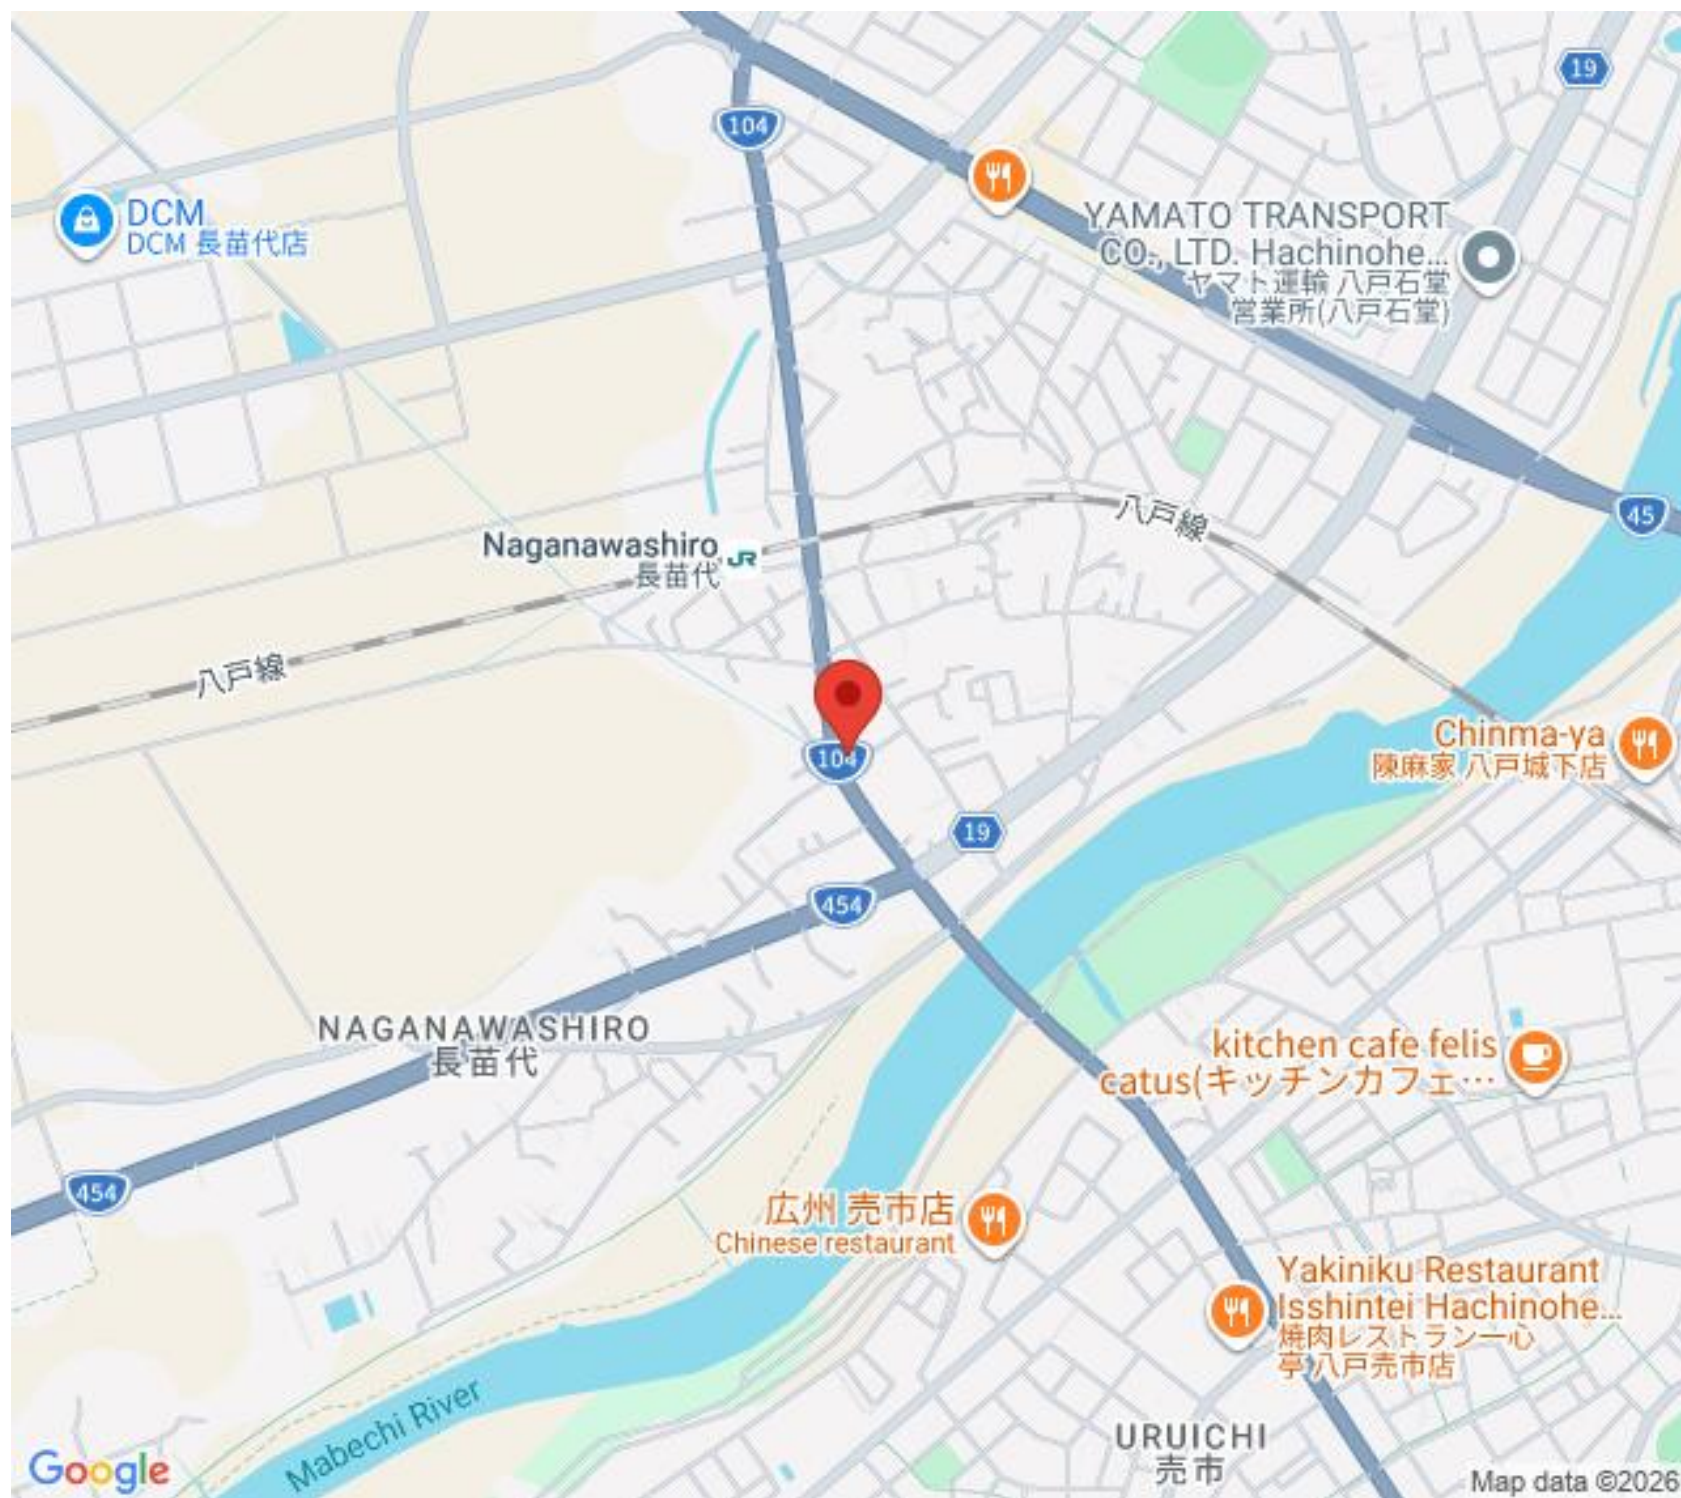 19
104
DCM
DCM 長苗代店
YAMATO TRANSPORT
CO., LTD. Hachinohe...
ヤマト運輸 八戸石堂
営業所(八戸石堂)
八戸線
45
Naganawashiro
長苗代
JR
八戸線
104
Chinma-ya
陳麻家 八戸城下店
19
454
NAGANAWASHIRO
長苗代
kitchen cafe felis
catus(キッチンカフェ…
454
広州 売市店
Chinese restaurant
Yakiniku Restaurant
Isshintei Hachinohe...
焼肉レストラン一心
亭 八戸売市店
Mabechi River
URUICHI
売市
Google
Map data ©2026